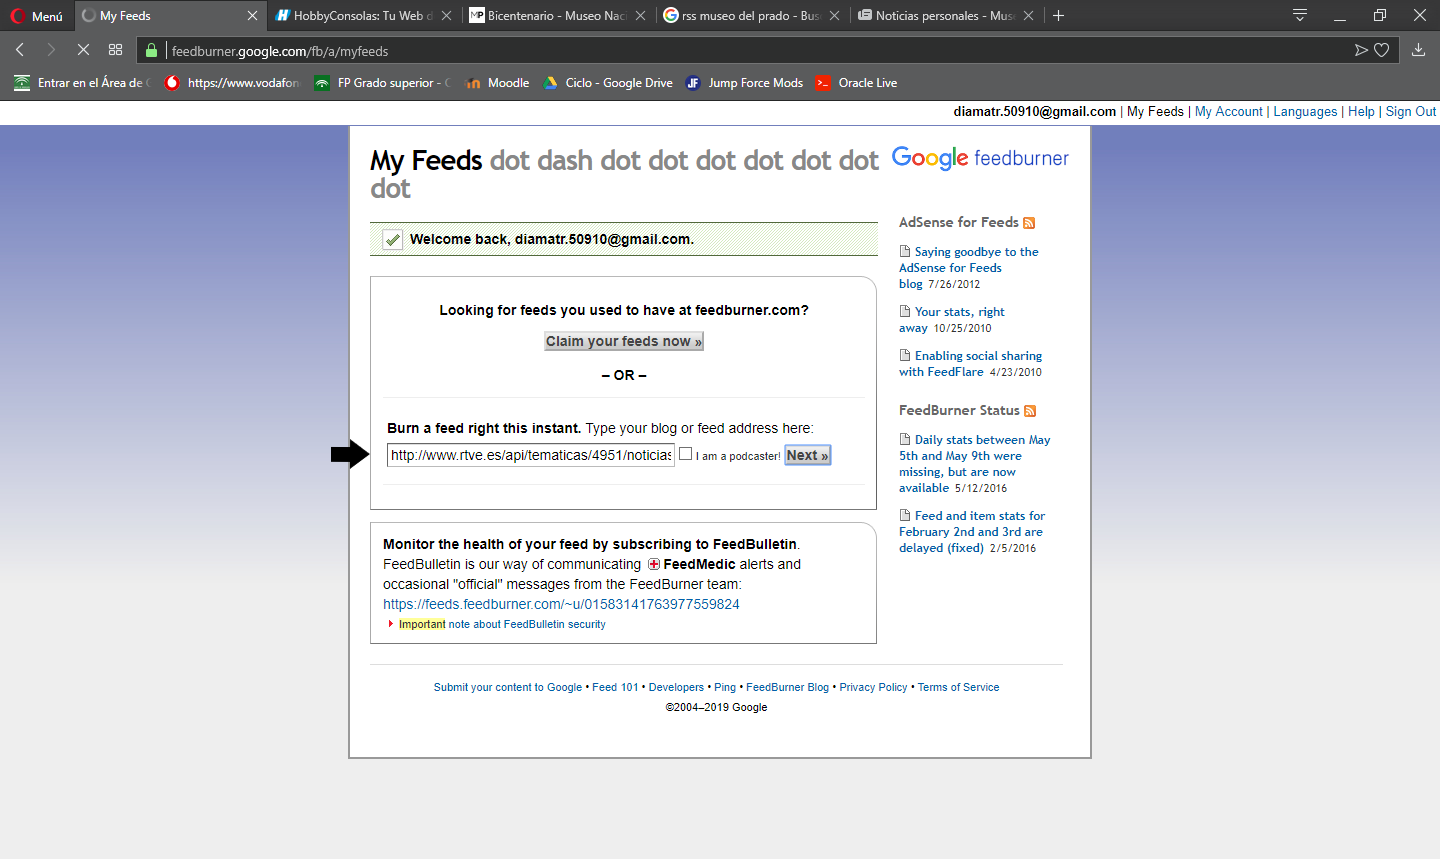 Menú
My Feeds
HobbyConsolas: Tu Web d
MP Bicentenario - Museo Naci
rss museo del prado - Bus
Noticias personales - Muse
feedburner.google.com/fb/a/myfeeds
Entrar en el Área de C
https://www.vodafon
FP Grado superior - C
Moodle
Ciclo - Google Drive
JF Jump Force Mods
Oracle Live
diamatr.50910@gmail.com | My Feeds | My Account | Languages | Help | Sign Out
My Feeds dot dash dot dot dot dot dot dot
dot
Google feedburner
Welcome back, diamatr.50910@gmail.com.
Looking for feeds you used to have at feedburner.com?
Claim your feeds now »
– OR –
Burn a feed right this instant. Type your blog or feed address here:
http://www.rtve.es/api/tematicas/4951/noticias I am a podcaster! Next »
Monitor the health of your feed by subscribing to FeedBulletin.
FeedBulletin is our way of communicating FeedMedic alerts and
occasional "official" messages from the FeedBurner team:
https://feeds.feedburner.com/~u/01583141763977559824
Important note about FeedBulletin security
AdSense for Feeds
Saying goodbye to the
AdSense for Feeds
blog 7/26/2012
Your stats, right
away 10/25/2010
Enabling social sharing
with FeedFlare 4/23/2010
FeedBurner Status
Daily stats between May
5th and May 9th were
missing, but are now
available 5/12/2016
Feed and item stats for
February 2nd and 3rd are
delayed (fixed) 2/5/2016
Submit your content to Google • Feed 101 • Developers • Ping • FeedBurner Blog • Privacy Policy • Terms of Service
©2004–2019 Google